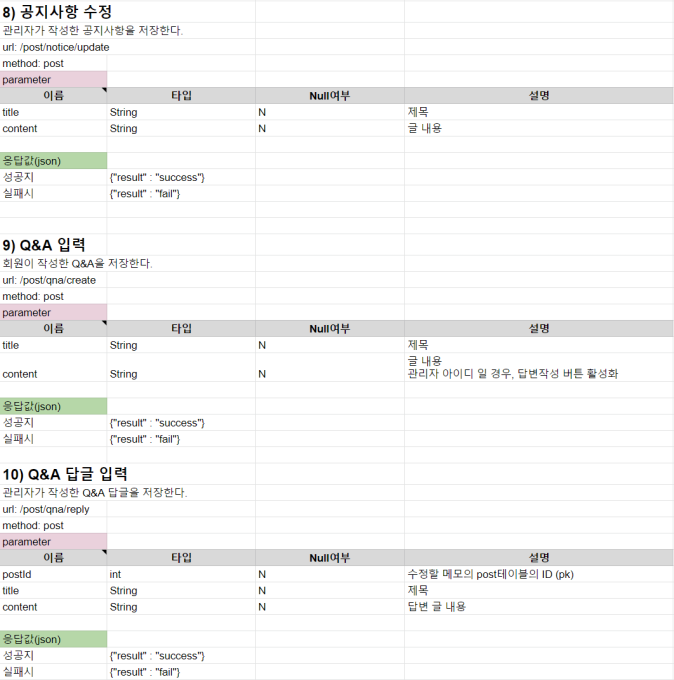 8) 공지사항 수정
관리자가 작성한 공지사항을 저장한다.
url: /post/notice/update
method: post
parameter
이름 타입 Null여부 설명
title String N 제목
content String N 글 내용
응답값(json)
성공지 {"result" : "success"}
실패시 {"result" : "fail"}
9) Q&A 입력
회원이 작성한 Q&A을 저장한다.
url: /post/qna/create
method: post
parameter
이름 타입 Null여부 설명
title String N 제목
글 내용
content String N 관리자 아이디 일 경우, 답변작성 버튼 활성화
응답값(json)
성공지 {"result" : "success"}
실패시 {"result" : "fail"}
10) Q&A 답글 입력
관리자가 작성한 Q&A 답글을 저장한다.
url: /post/qna/reply
method: post
parameter
이름 타입 Null여부 설명
postId int N 수정할 메모의 post테이블의 ID (pk)
title String N 제목
content String N 답변 글 내용
응답값(json)
성공지 {"result" : "success"}
실패시 {"result" : "fail"}